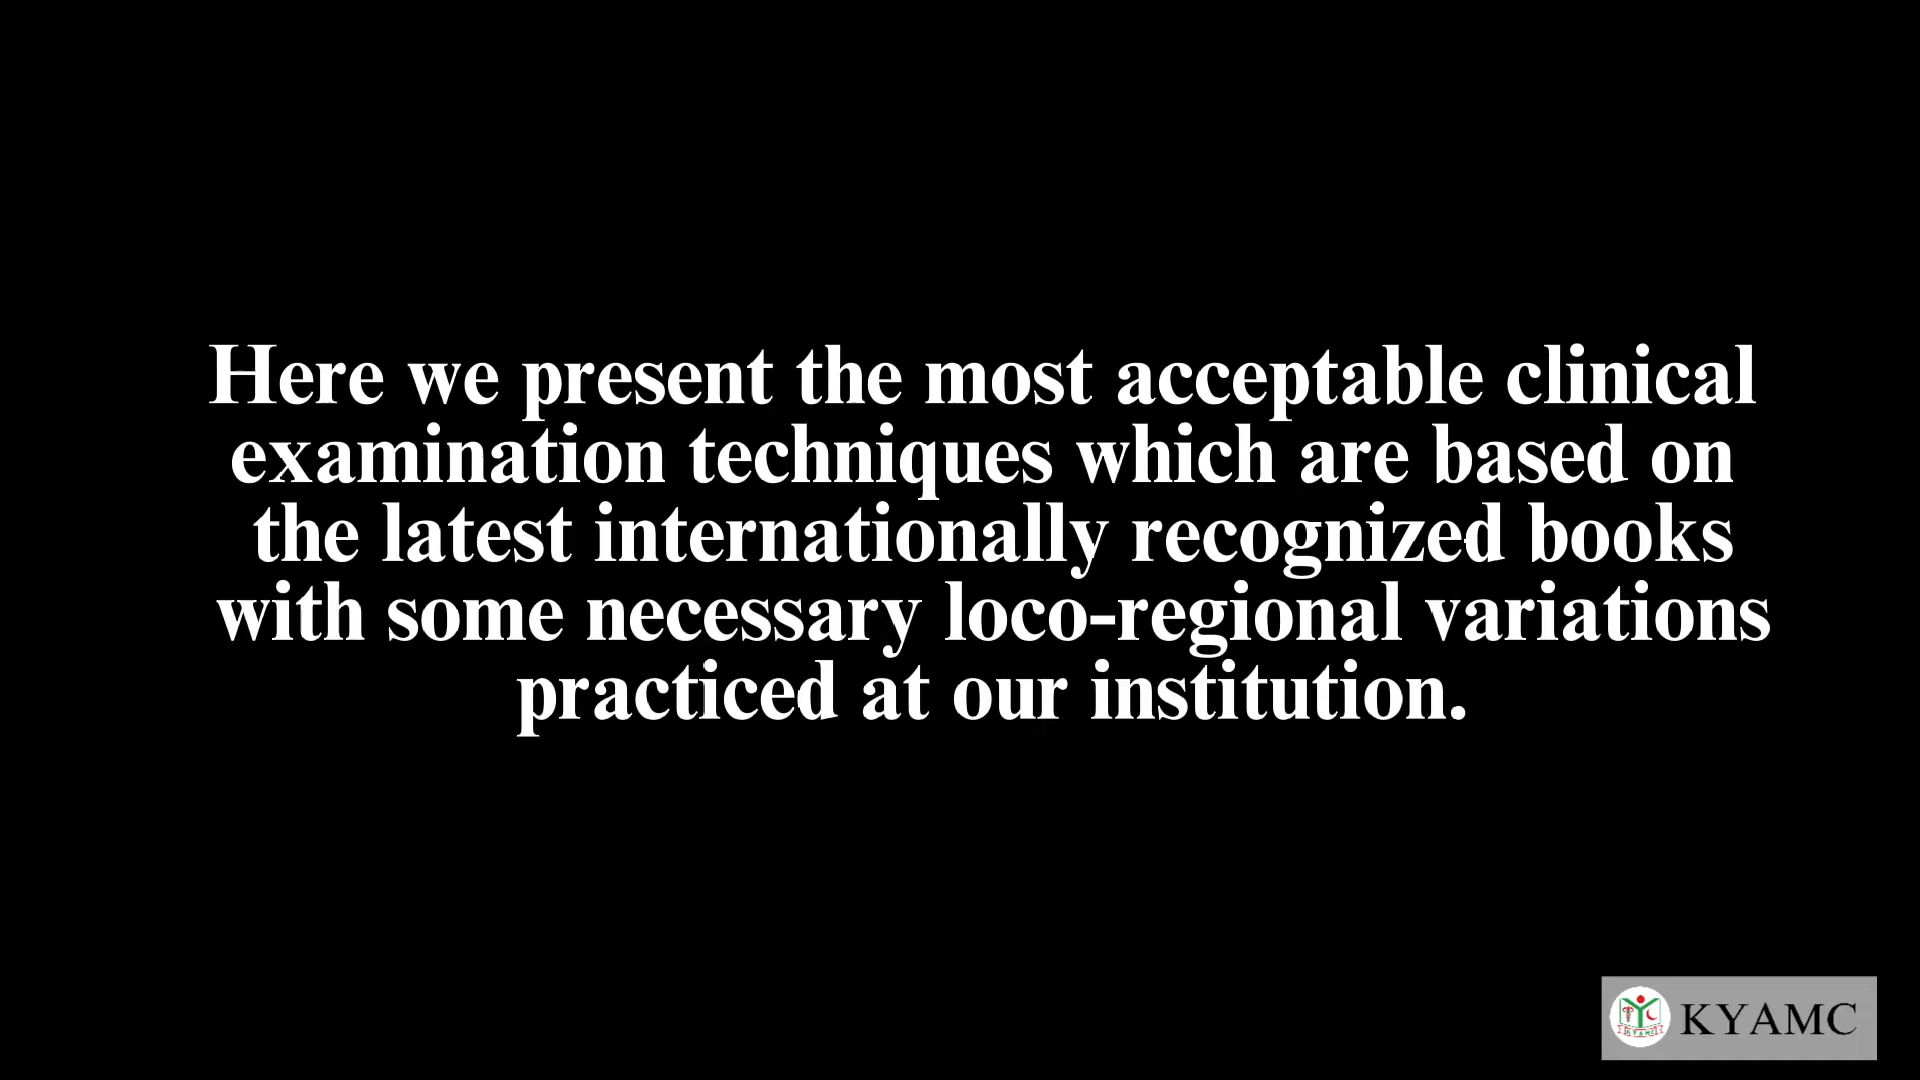 Here we present the most acceptable clinical
examination techniques which are based on
the latest internationally recognized books
with some necessary loco-regional variations
practiced at our institution.
KYAMC